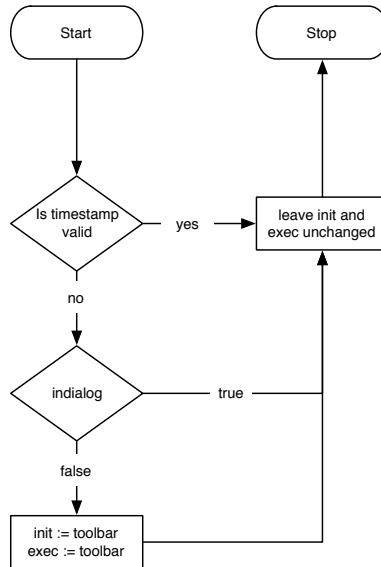 Start
Stop
Is timestamp
valid
yes
leave init and
exec unchanged
no
indialog
true
false
init := toolbar
exec := toolbar